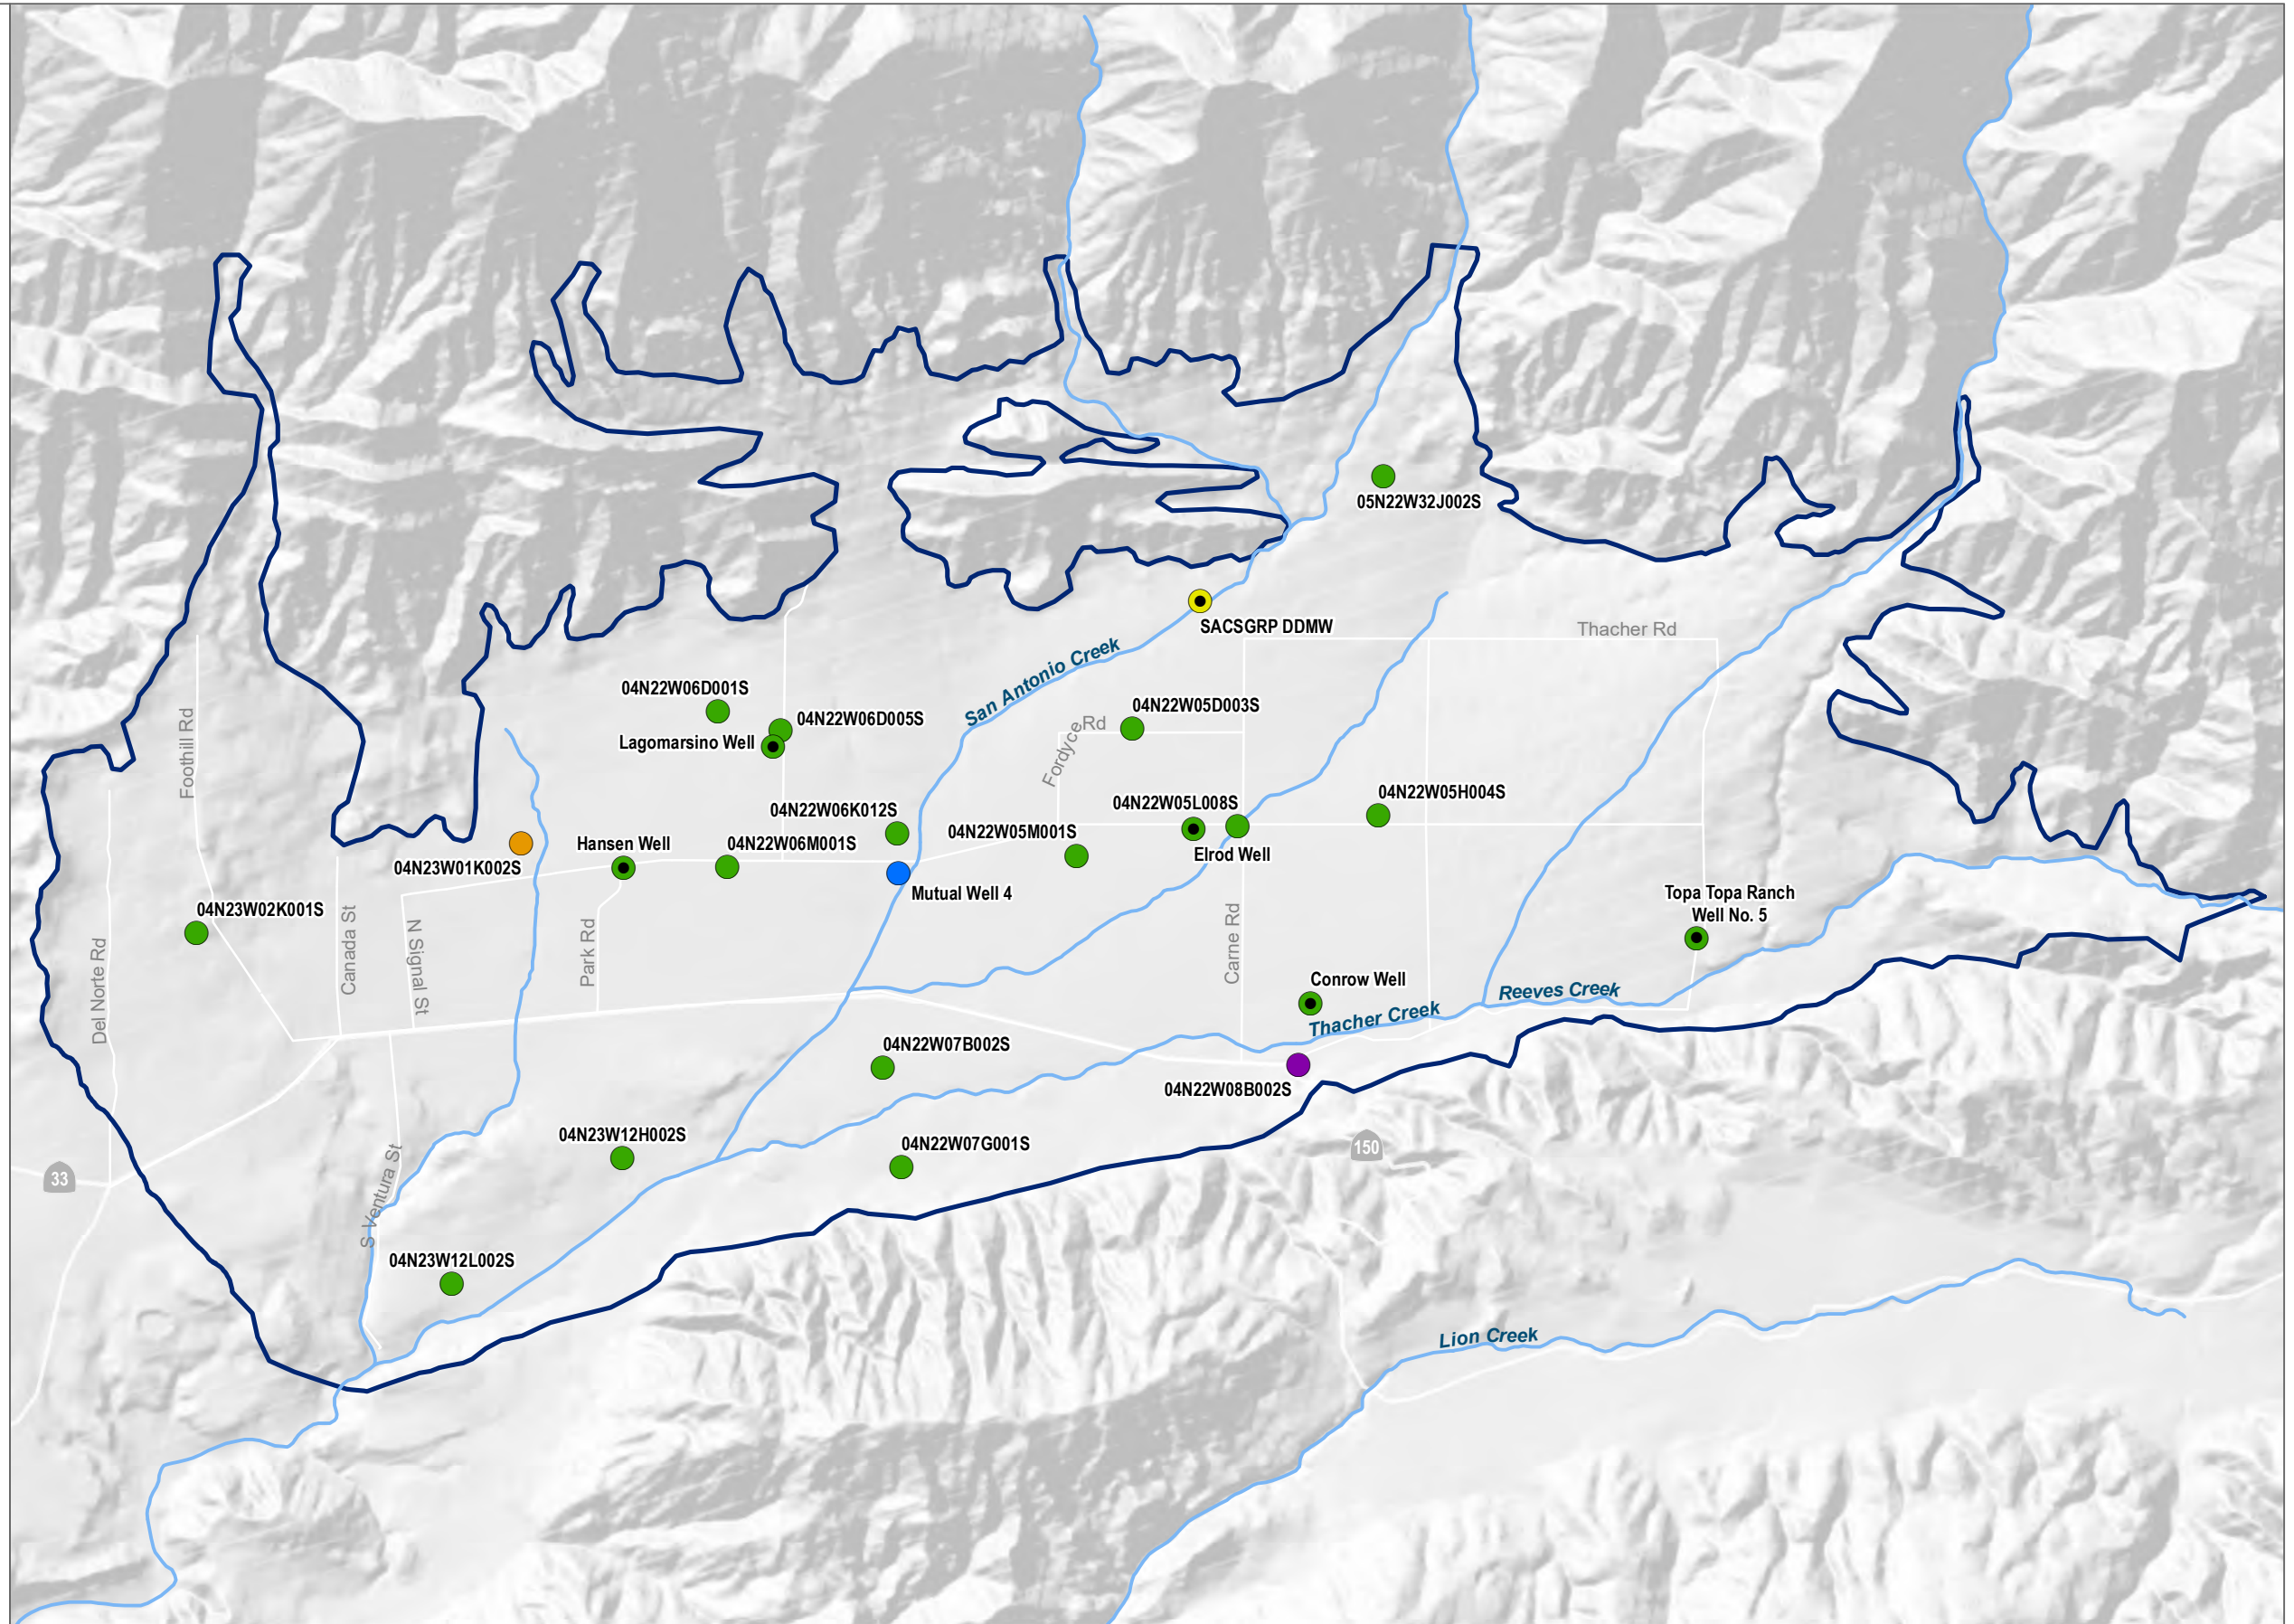 05N22W32J002S
SACSGRP DDMW
Thacher Rd
San Antonio Creek
04N22W06D001S
04N22W06D005S
Lagomarsino Well
04N22W05D003S
Fordyce Rd
Foothill Rd
04N22W06K012S
04N22W05L008S
04N22W05H004S
04N22W05M001S
Elrod Well
Hansen Well
04N22W06M001S
04N23W01K002S
Mutual Well 4
04N23W02K001S
Topa Topa Ranch
Well No. 5
Del Norte Rd
Canada St
N Signal St
Park Rd
Carne Rd
Conrow Well
Reeves Creek
Thacher Creek
04N22W07B002S
04N22W08B002S
04N23W12H002S
04N22W07G001S
150
33
S Ventura St
04N23W12L002S
Lion Creek